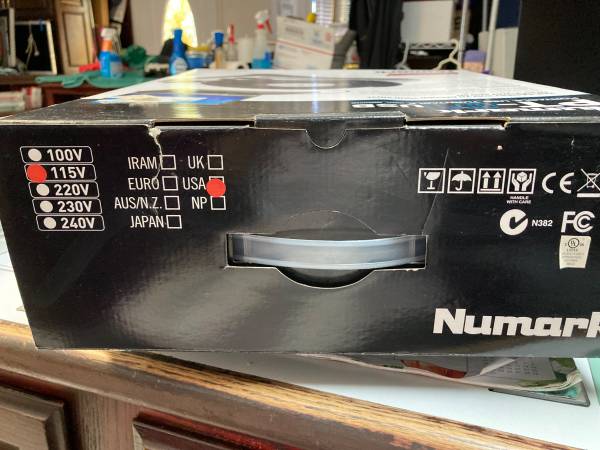 100V
115V
220V
230V
240V
IRAM UK
EURO USA
AUS/N.Z. NP
JAPAN
HANDLE
WITH CARE
CE
N382 FC
UL
Numark